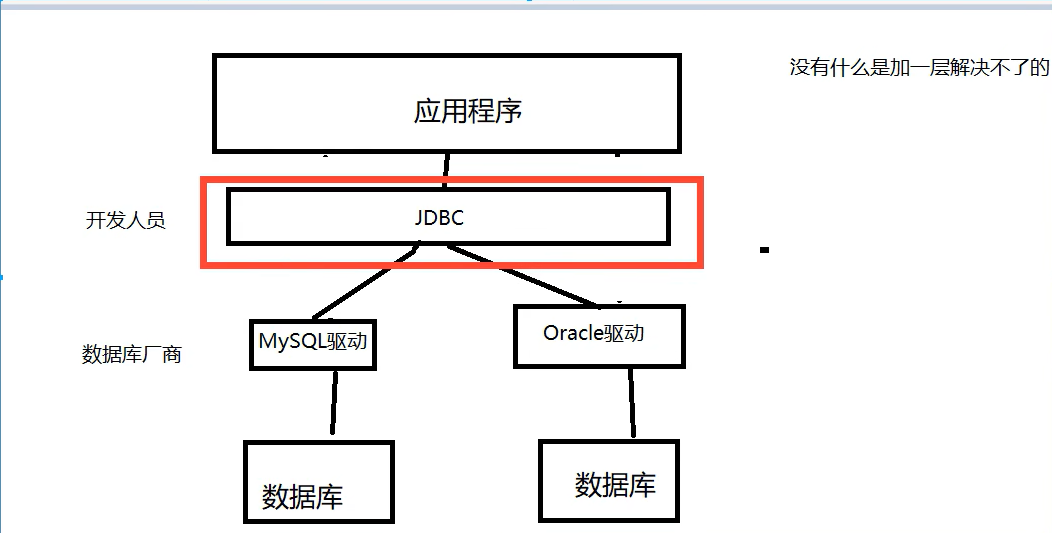 没有什么是加一层解决不了的
应用程序
开发人员
JDBC
数据库厂商
MySQL驱动
Oracle驱动
数据库
数据库